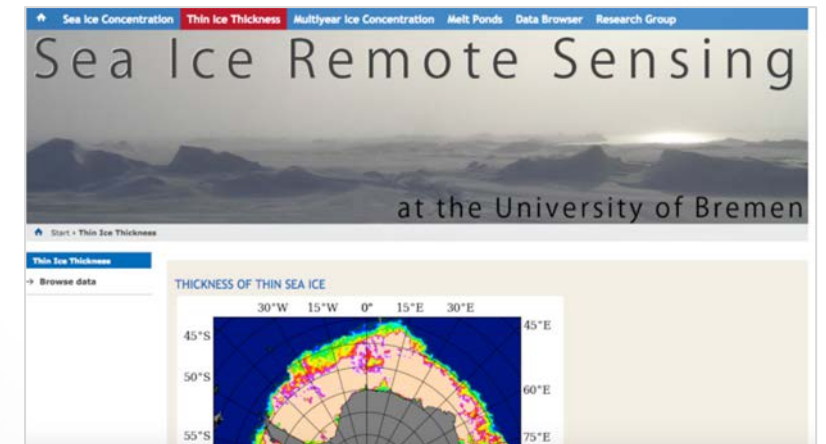 Sea Ice Concentration Thin Ice Thickness Multiyear Ice Concentration Melt Ponds Data Browser Research Group
Sea Ice Remote Sensing
at the University of Bremen
Start › Thin Ice Thickness
Thin Ice Thickness
→ Browse data
THICKNESS OF THIN SEA ICE
30°W 15°W 0° 15°E 30°E
45°S 45°E
50°S 60°E
55°S 75°E